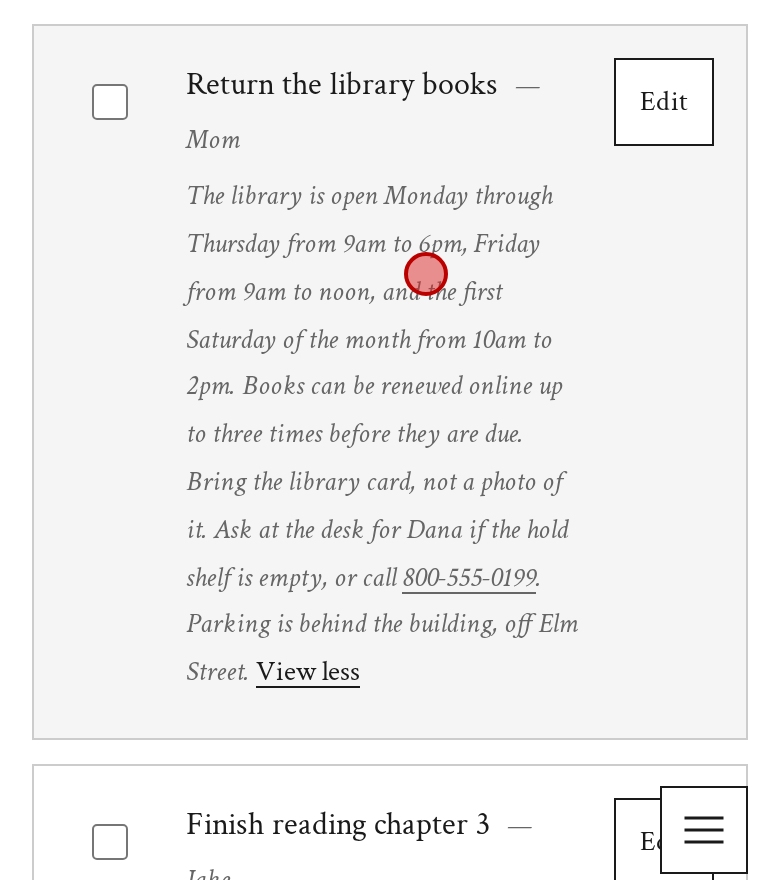 Return the library books —
Edit
Mom
The library is open Monday through
Thursday from 9am to 6pm, Friday
from 9am to noon, and the first
Saturday of the month from 10am to
2pm. Books can be renewed online up
to three times before they are due.
Bring the library card, not a photo of
it. Ask at the desk for Dana if the hold
shelf is empty, or call 800-555-0199.
Parking is behind the building, off Elm
Street. View less
Finish reading chapter 3 —